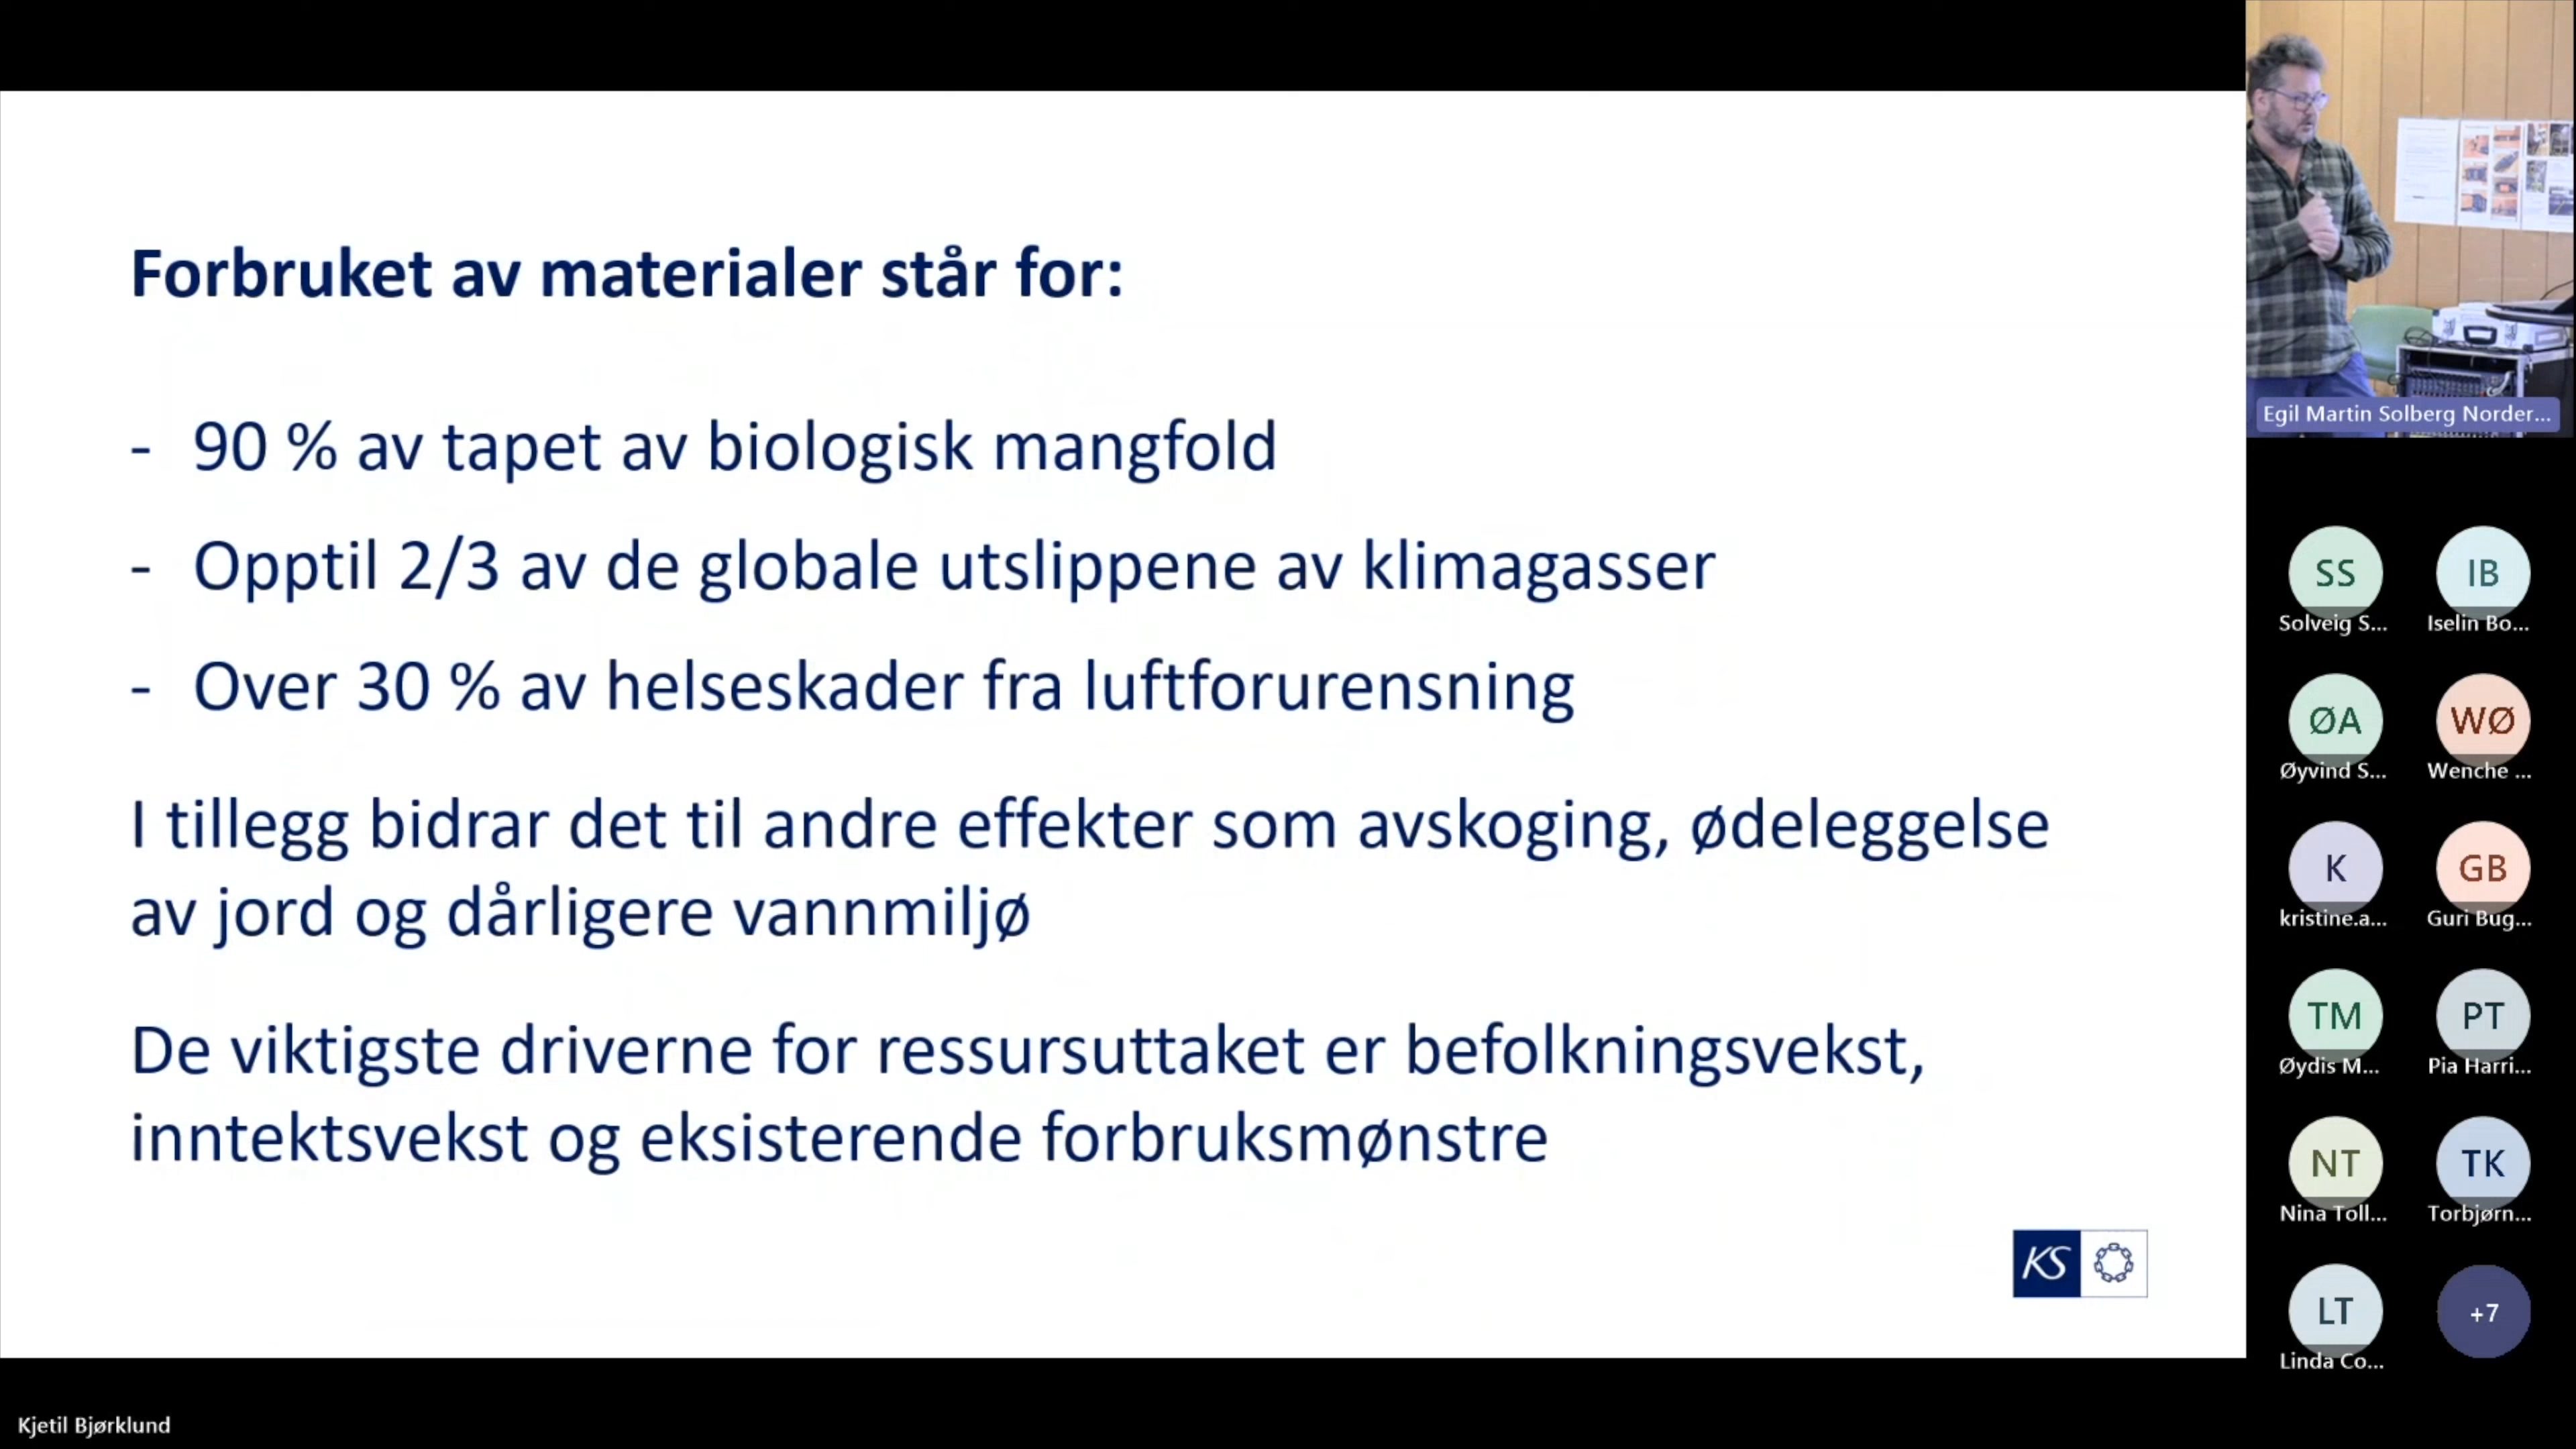 Forbruket av materialer står for:
- 90 % av tapet av biologisk mangfold
- Opptil 2/3 av de globale utslippene av klimagasser
- Over 30 % av helseskader fra luftforurensning
I tillegg bidrar det til andre effekter som avskoging, ødeleggelse
av jord og dårligere vannmiljø
De viktigste driverne for ressursuttaket er befolkningsvekst,
inntektsvekst og eksisterende forbruksmønstre
KS
Egil Martin Solberg Norder...
SS
IB
Solveig S...
Iselin Bo...
ØA
WØ
Øyvind S...
Wenche ...
K
GB
kristine.a...
Guri Bug...
TM
PT
Øydis M...
Pia Harri...
NT
TK
Nina Toll...
Torbjørn...
LT
+7
Linda Co...
Kjetil Bjørklund